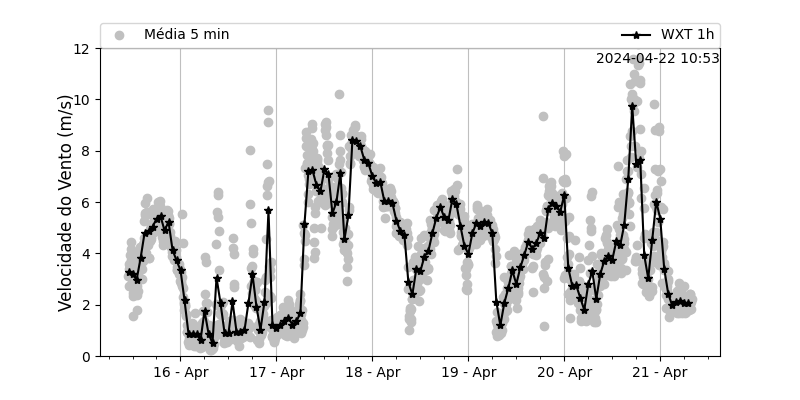 Média 5 min
WXT 1h
2024-04-22 10:53
Velocidade do Vento (m/s)
12
10
8
6
4
2
0
16 - Apr
17 - Apr
18 - Apr
19 - Apr
20 - Apr
21 - Apr